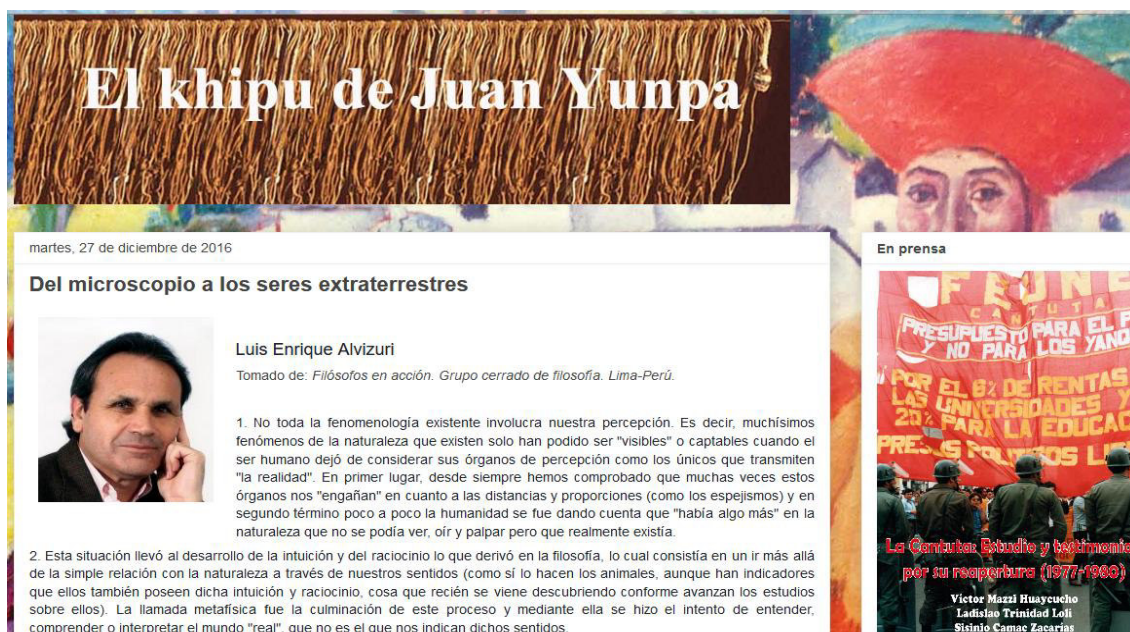 El khipu de Juan Yunpa
martes, 27 de diciembre de 2016
Del microscopio a los seres extraterrestres
Luis Enrique Alvizuri
Tomado de: Filósofos en acción. Grupo cerrado de filosofía. Lima-Perú.
1. No toda la fenomenología existente involucra nuestra percepción. Es decir, muchísimos
fenómenos de la naturaleza que existen solo han podido ser "visibles" o captables cuando el
ser humano dejó de considerar sus órganos de percepción como los únicos que transmiten
"la realidad". En primer lugar, desde siempre hemos comprobado que muchas veces estos
órganos nos "engañan" en cuanto a las distancias y proporciones (como los espejismos) y en
segundo término poco a poco la humanidad se fue dando cuenta que "había algo más" en la
naturaleza que no se podía ver, oír y palpar pero que realmente existía.
2. Esta situación llevó al desarrollo de la intuición y del raciocinio lo que derivó en la filosofía, lo cual consistía en un ir más allá
de la simple relación con la naturaleza a través de nuestros sentidos (como sí lo hacen los animales, aunque han indicadores
que ellos también poseen dicha intuición y raciocinio, cosa que recién se viene descubriendo conforme avanzan los estudios
sobre ellos). La llamada metafísica fue la culminación de este proceso y mediante ella se hizo el intento de entender,
comprender o interpretar el mundo "real", que no es el que nos indican dichos sentidos.
En prensa
CANTUTA
PRESUPUESTO PARA EL P
Y NO PARA LOS YANQ
POR EL 6% DE RENTAS
LAS UNIVERSIDADES Y
20% PARA LA EDUCAC
PRESOS POLITICOS LI
La Cantuta: Estudio y testimonio
por su reapertura (1977-1980)
Víctor Mazzi Huaycucho
Ladislao Trinidad Loli
Sisinio Camac Zacarías